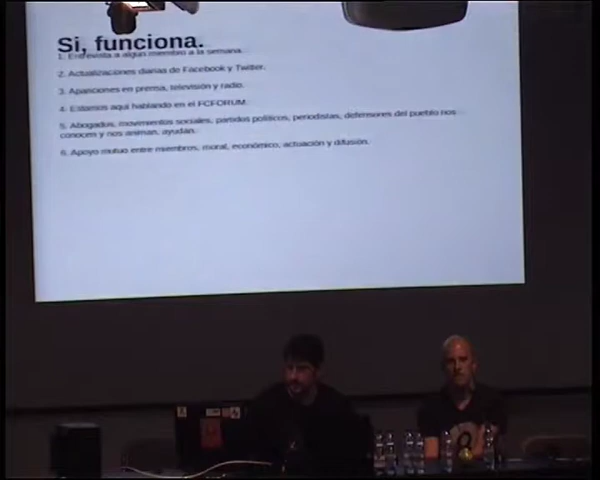 Si, funciona.
1. Entrevista a algun miembro a la semana.
2. Actualizaciones diarias de Facebook y Twitter.
3. Apariciones en prensa, televisión y radio.
4. Estamos aquí hablando en el FCFORUM.
5. Abogados, movimientos sociales, partidos políticos, periodistas, defensores del pueblo nos
conocen y nos animan, ayudan.
6. Apoyo mutuo entre miembros, moral, económico, actuación y difusión.